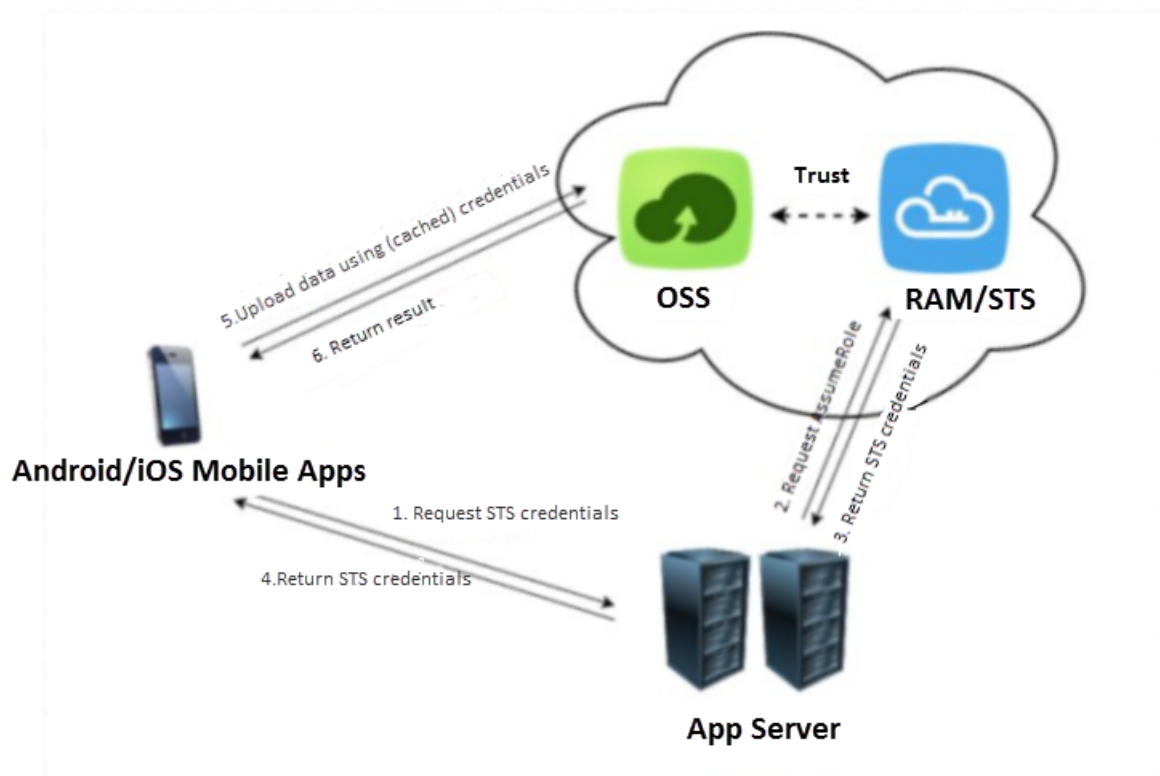 Trust
OSS
RAM/STS
5.Upload data using (cached) credentials
6. Return result
2. Request AssumeRole
3. Return STS credentials
Android/iOS Mobile Apps
1. Request STS credentials
4.Return STS credentials
App Server